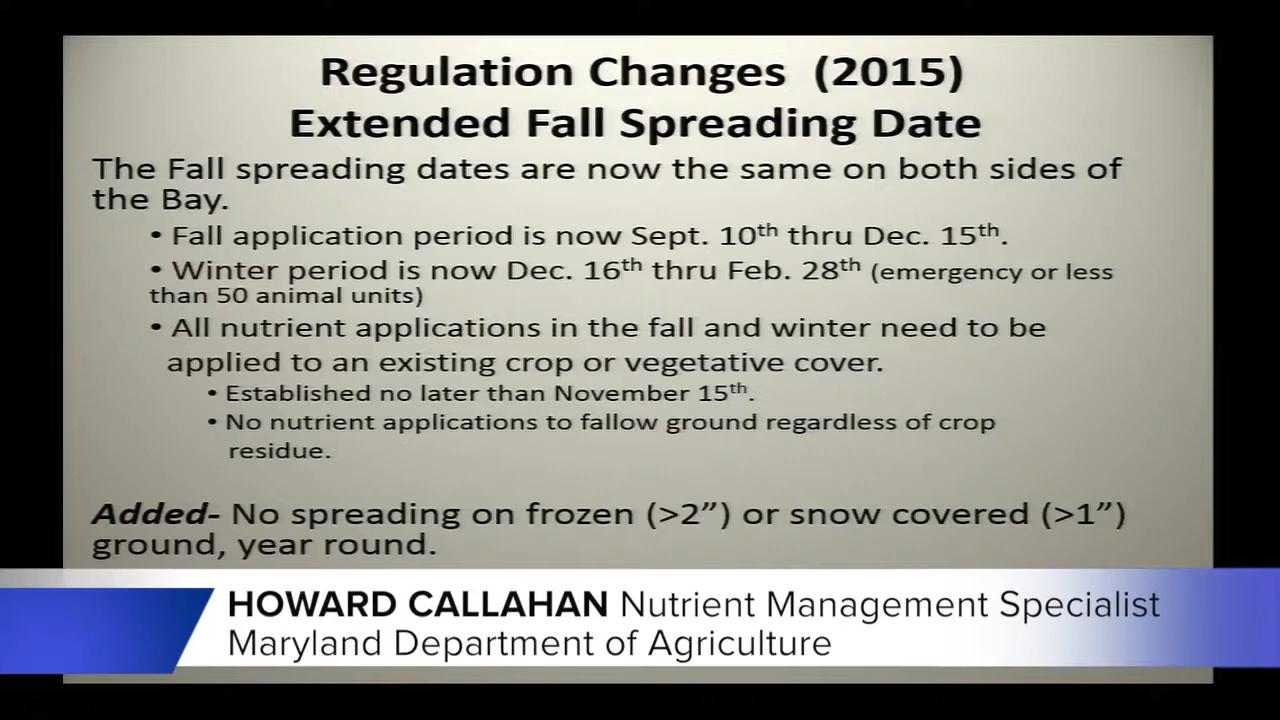 Regulation Changes (2015)
Extended Fall Spreading Date
The Fall spreading dates are now the same on both sides of
the Bay.
• Fall application period is now Sept. 10th thru Dec. 15th.
• Winter period is now Dec. 16th thru Feb. 28th (emergency or less
than 50 animal units)
• All nutrient applications in the fall and winter need to be
applied to an existing crop or vegetative cover.
• Established no later than November 15th.
• No nutrient applications to fallow ground regardless of crop
residue.
Added- No spreading on frozen (>2”) or snow covered (>1”)
ground, year round.
HOWARD CALLAHAN Nutrient Management Specialist
Maryland Department of Agriculture